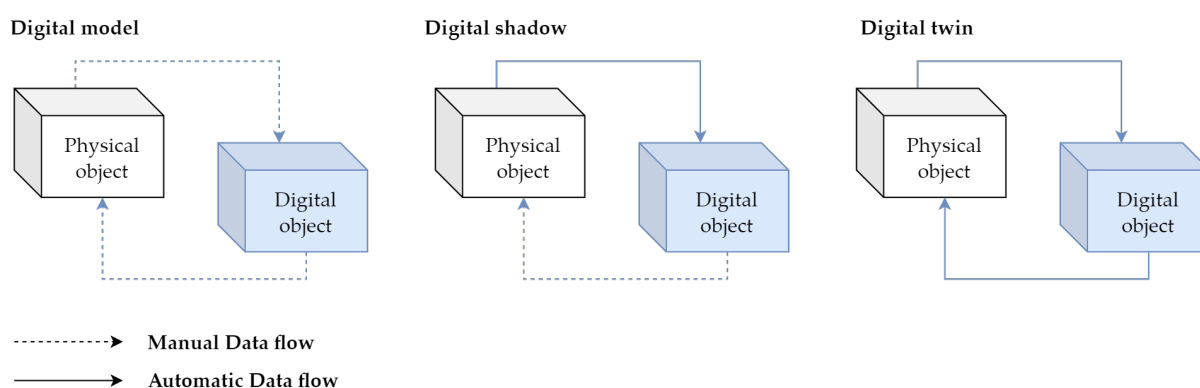 Digital model
Digital shadow
Digital twin
Physical
object
Digital
object
Physical
object
Digital
object
Physical
object
Digital
object
Manual Data flow
Automatic Data flow